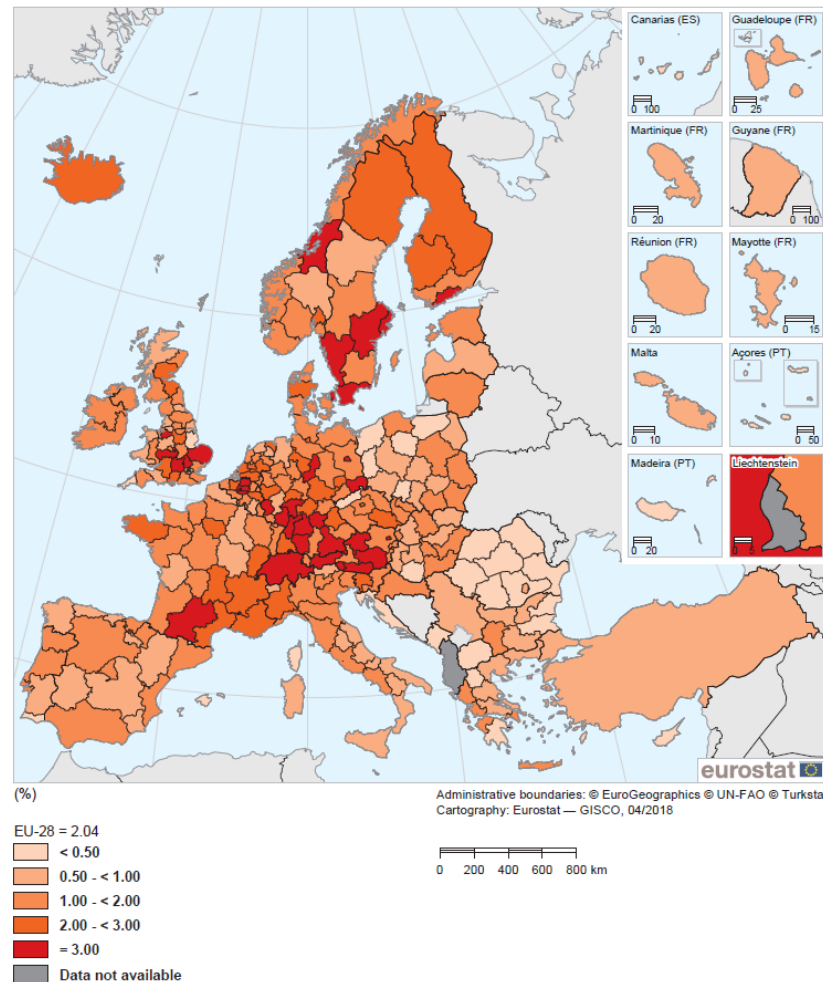 Canarias (ES)
0 100
Guadeloupe (FR)
0 25
Martinique (FR)
0 20
Guyane (FR)
0 100
Réunion (FR)
0 20
Mayotte (FR)
0 15
Malta
0 10
Açores (PT)
0 50
Madeira (PT)
0 20
Liechtenstein
eurostat
(%)
Administrative boundaries: © EuroGeographics © UN-FAO © Turksta
Cartography: Eurostat — GISCO, 04/2018
EU-28 = 2.04
< 0.50
0.50 - < 1.00
1.00 - < 2.00
2.00 - < 3.00
= 3.00
Data not available
0 200 400 600 800 km